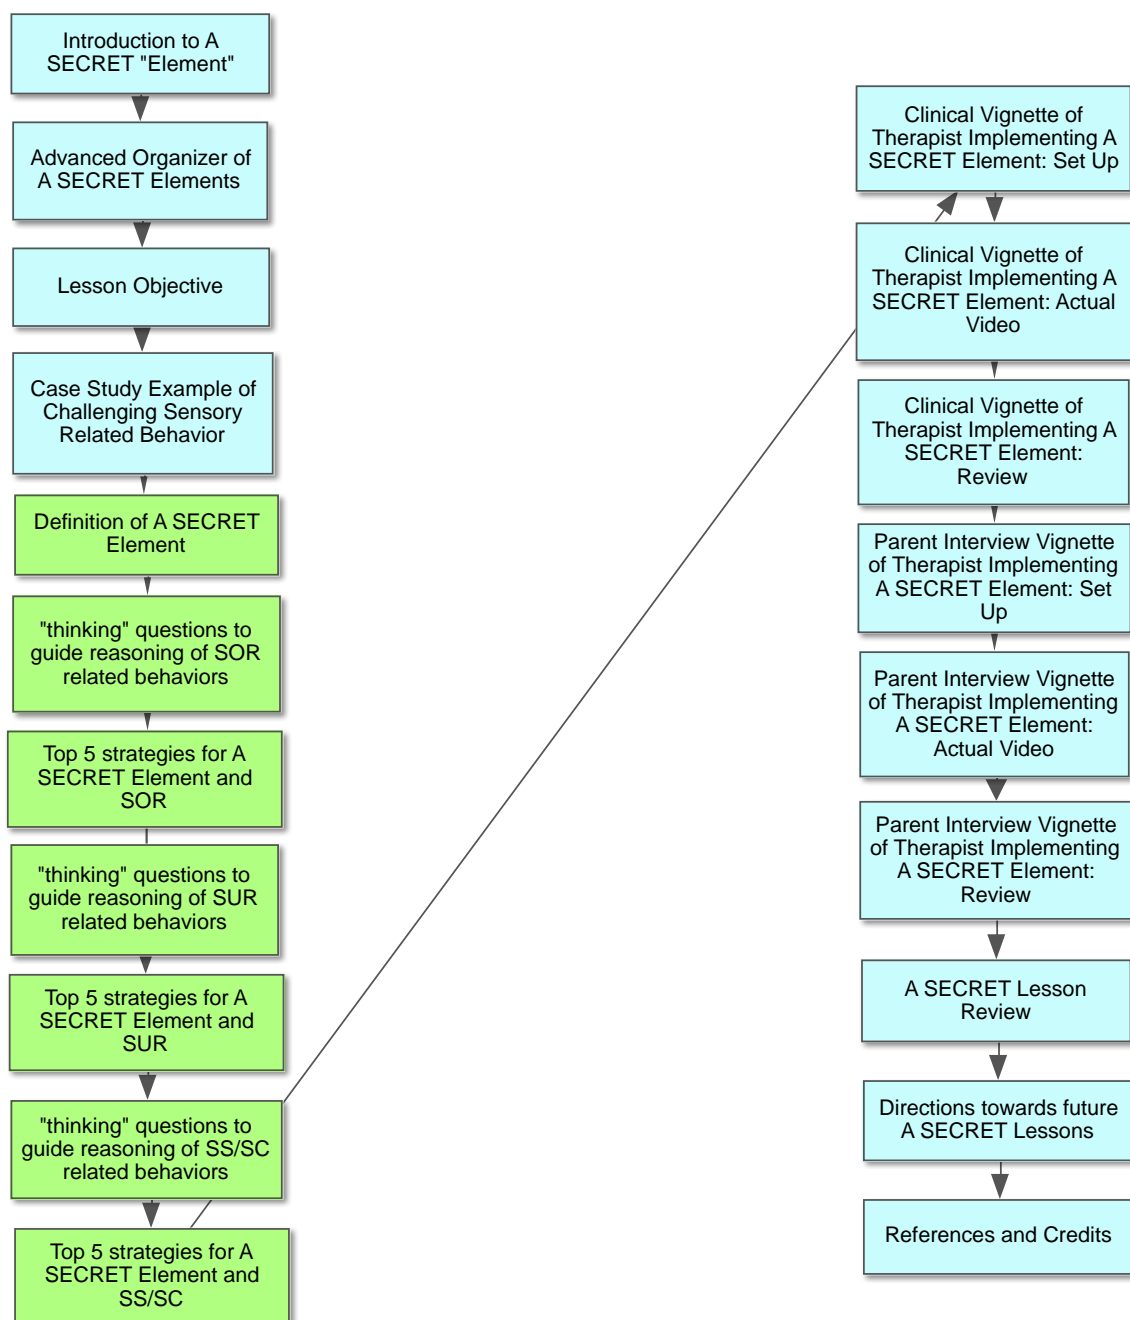 Introduction to A
SECRET "Element"
Advanced Organizer of
A SECRET Elements
Lesson Objective
Case Study Example of
Challenging Sensory
Related Behavior
Definition of A SECRET
Element
"thinking" questions to
guide reasoning of SOR
related behaviors
Top 5 strategies for A
SECRET Element and
SOR
"thinking" questions to
guide reasoning of SUR
related behaviors
Top 5 strategies for A
SECRET Element and
SUR
"thinking" questions to
guide reasoning of SS/SC
related behaviors
Top 5 strategies for A
SECRET Element and
SS/SC
Clinical Vignette of
Therapist Implementing A
SECRET Element: Set Up
Clinical Vignette of
Therapist Implementing A
SECRET Element: Actual
Video
Clinical Vignette of
Therapist Implementing A
SECRET Element:
Review
Parent Interview Vignette
of Therapist Implementing
A SECRET Element: Set
Up
Parent Interview Vignette
of Therapist Implementing
A SECRET Element:
Actual Video
Parent Interview Vignette
of Therapist Implementing
A SECRET Element:
Review
A SECRET Lesson
Review
Directions towards future
A SECRET Lessons
References and Credits